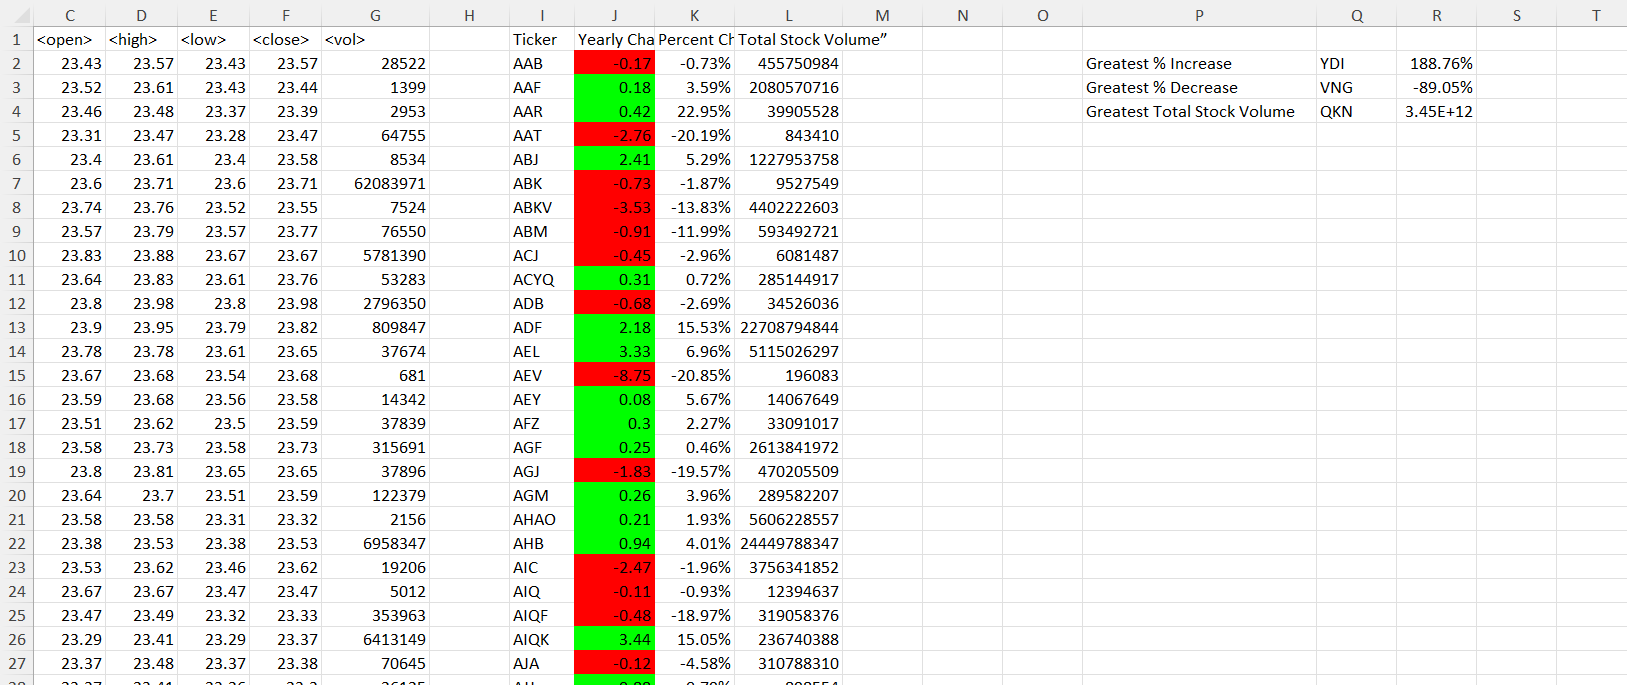 C D E F G H I J K L M N O P Q R S T
1 <open> <high> <low> <close> <vol> Ticker Yearly Cha Percent Ch Total Stock Volume”
2 23.43 23.57 23.43 23.57 28522 AAB -0.17 -0.73% 455750984 Greatest % Increase YDI 188.76%
3 23.52 23.61 23.43 23.44 1399 AAF 0.18 3.59% 2080570716 Greatest % Decrease VNG -89.05%
4 23.46 23.48 23.37 23.39 2953 AAR 0.42 22.95% 39905528 Greatest Total Stock Volume QKN 3.45E+12
5 23.31 23.47 23.28 23.47 64755 AAT -2.76 -20.19% 843410
6 23.4 23.61 23.4 23.58 8534 ABJ 2.41 5.29% 1227953758
7 23.6 23.71 23.6 23.71 62083971 ABK -0.73 -1.87% 9527549
8 23.74 23.76 23.52 23.55 7524 ABKV -3.53 -13.83% 4402222603
9 23.57 23.79 23.57 23.77 76550 ABM -0.91 -11.99% 593492721
10 23.83 23.88 23.67 23.67 5781390 ACJ -0.45 -2.96% 6081487
11 23.64 23.83 23.61 23.76 53283 ACYQ 0.31 0.72% 285144917
12 23.8 23.98 23.8 23.98 2796350 ADB -0.68 -2.69% 34526036
13 23.9 23.95 23.79 23.82 809847 ADF 2.18 15.53% 22708794844
14 23.78 23.78 23.61 23.65 37674 AEL 3.33 6.96% 5115026297
15 23.67 23.68 23.54 23.68 681 AEV -8.75 -20.85% 196083
16 23.59 23.68 23.56 23.58 14342 AEY 0.08 5.67% 14067649
17 23.51 23.62 23.5 23.59 37839 AFZ 0.3 2.27% 33091017
18 23.58 23.73 23.58 23.73 315691 AGF 0.25 0.46% 2613841972
19 23.8 23.81 23.65 23.65 37896 AGJ -1.83 -19.57% 470205509
20 23.64 23.7 23.51 23.59 122379 AGM 0.26 3.96% 289582207
21 23.58 23.58 23.31 23.32 2156 AHAO 0.21 1.93% 5606228557
22 23.38 23.53 23.38 23.53 6958347 AHB 0.94 4.01% 24449788347
23 23.53 23.62 23.46 23.62 19206 AIC -2.47 -1.96% 3756341852
24 23.67 23.67 23.47 23.47 5012 AIQ -0.11 -0.93% 12394637
25 23.47 23.49 23.32 23.33 353963 AIQF -0.48 -18.97% 319058376
26 23.29 23.41 23.29 23.37 6413149 AIQK 3.44 15.05% 236740388
27 23.37 23.48 23.37 23.38 70645 AJA -0.12 -4.58% 310788310